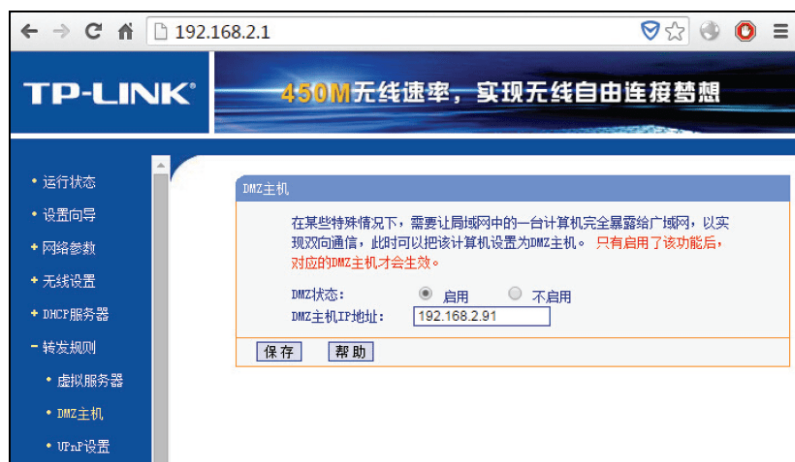 192.168.2.1
TP-LINK®
450M无线速率，实现无线自由连接梦想
• 运行状态
• 设置向导
+ 网络参数
+ 无线设置
+ DHCP服务器
- 转发规则
• 虚拟服务器
• DMZ主机
• UPnP设置
DMZ主机
在某些特殊情况下，需要让局域网中的一台计算机完全暴露给广域网，以实
现双向通信，此时可以把该计算机设置为DMZ主机。 只有启用了该功能后，
对应的DMZ主机才会生效。
DMZ状态： 启用 不启用
DMZ主机IP地址： 192.168.2.91
保存 帮助